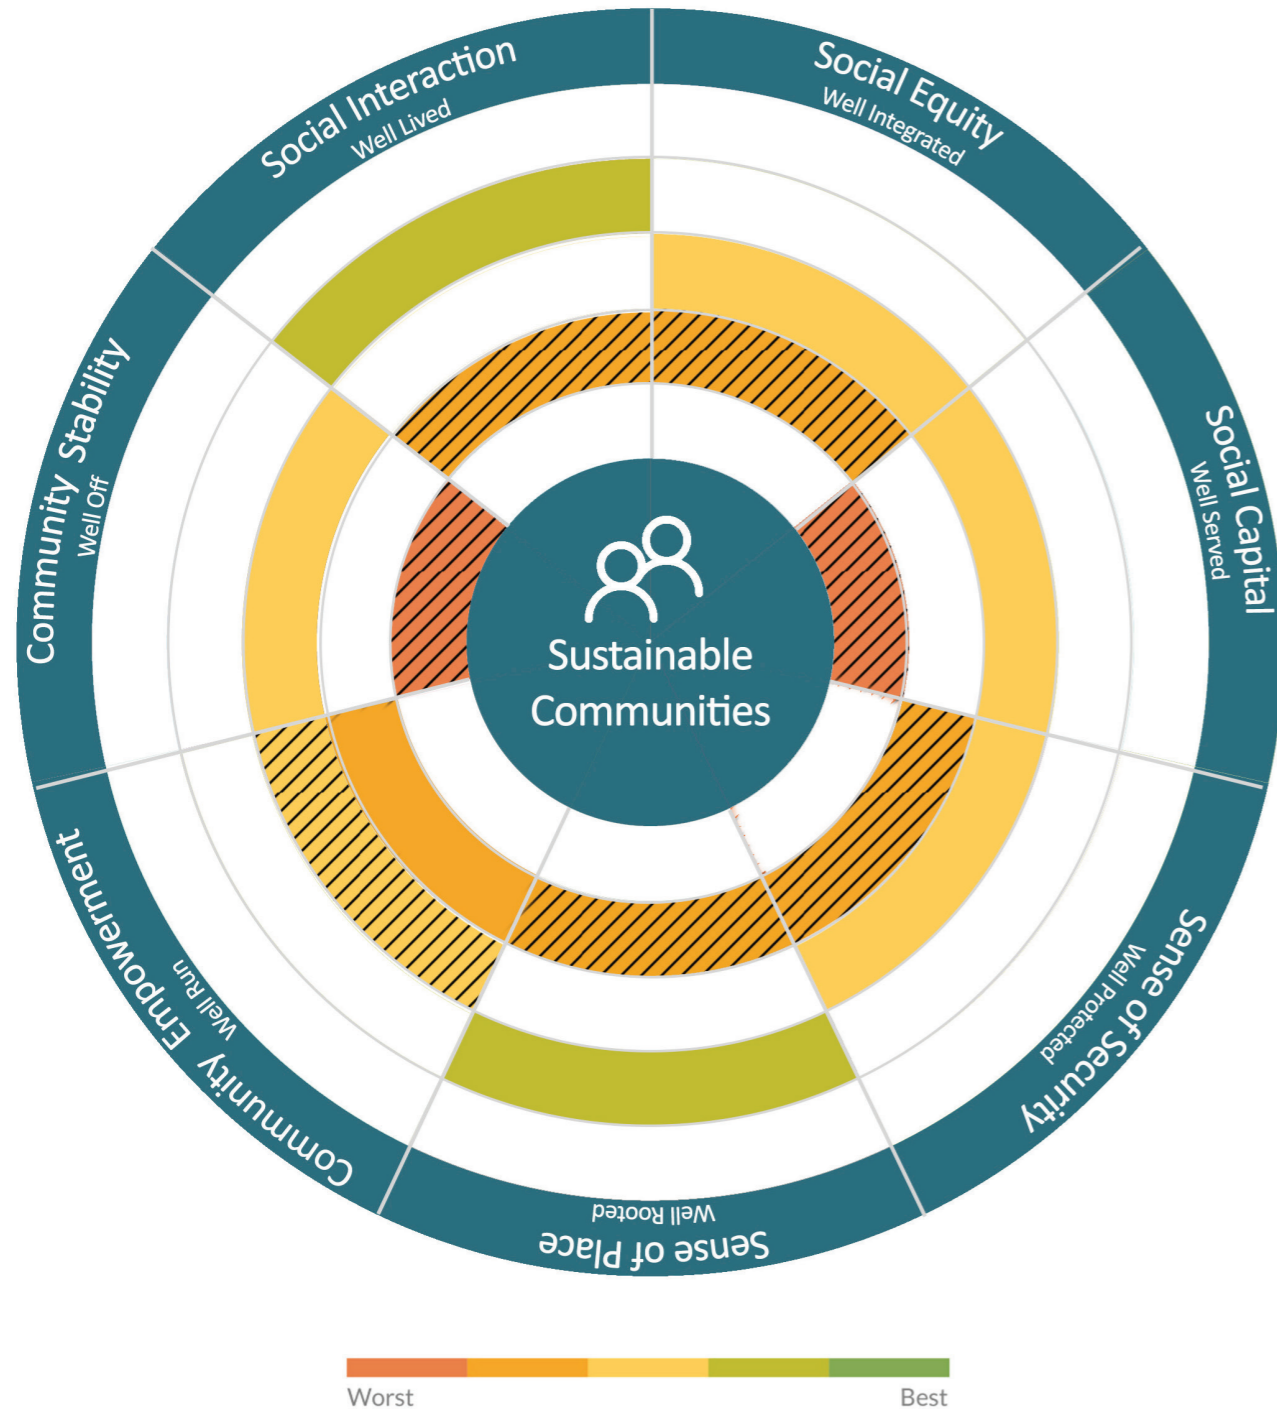 Social Interaction
Well Lived
Social Equity
Well Integrated
Social Capital
Well Served
Sense of Security
Well Protected
Sense of Place
Well Rooted
Community Empowerment
Well Run
Community Stability
Well Off
Sustainable
Communities
Worst
Best